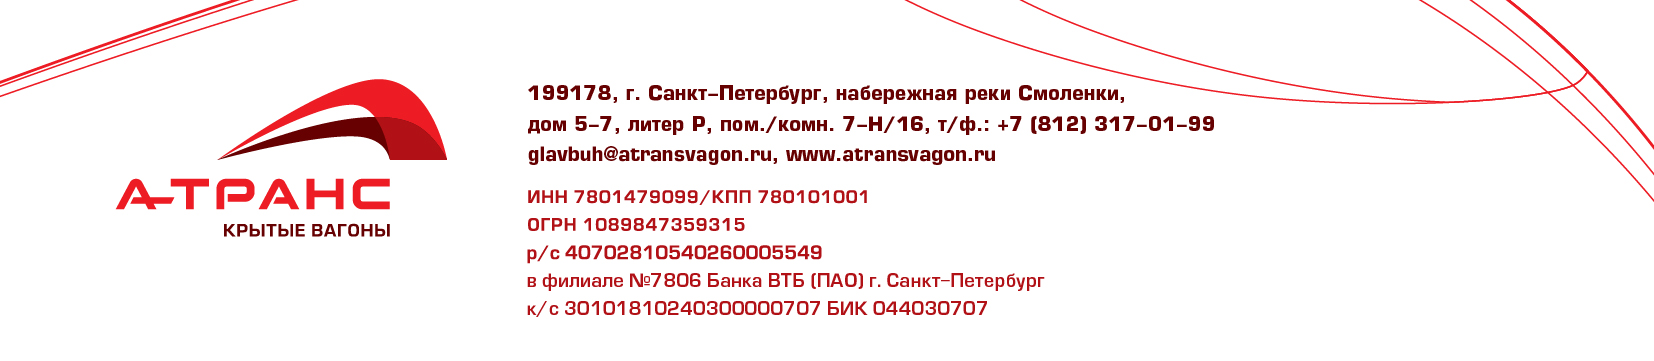 А-ТРАНС
КРЫТЫЕ ВАГОНЫ
199178, г. Санкт-Петербург, набережная реки Смоленки,
дом 5-7, литер Р, пом./комн. 7-Н/16, т/ф.: +7 (812) 317-01-99
glavbuh@atransvagon.ru, www.atransvagon.ru
ИНН 7801479099/КПП 780101001
ОГРН 1089847359315
р/с 40702810540260005549
в филиале №7806 Банка ВТБ (ПАО) г. Санкт-Петербург
к/с 30101810240300000707 БИК 044030707